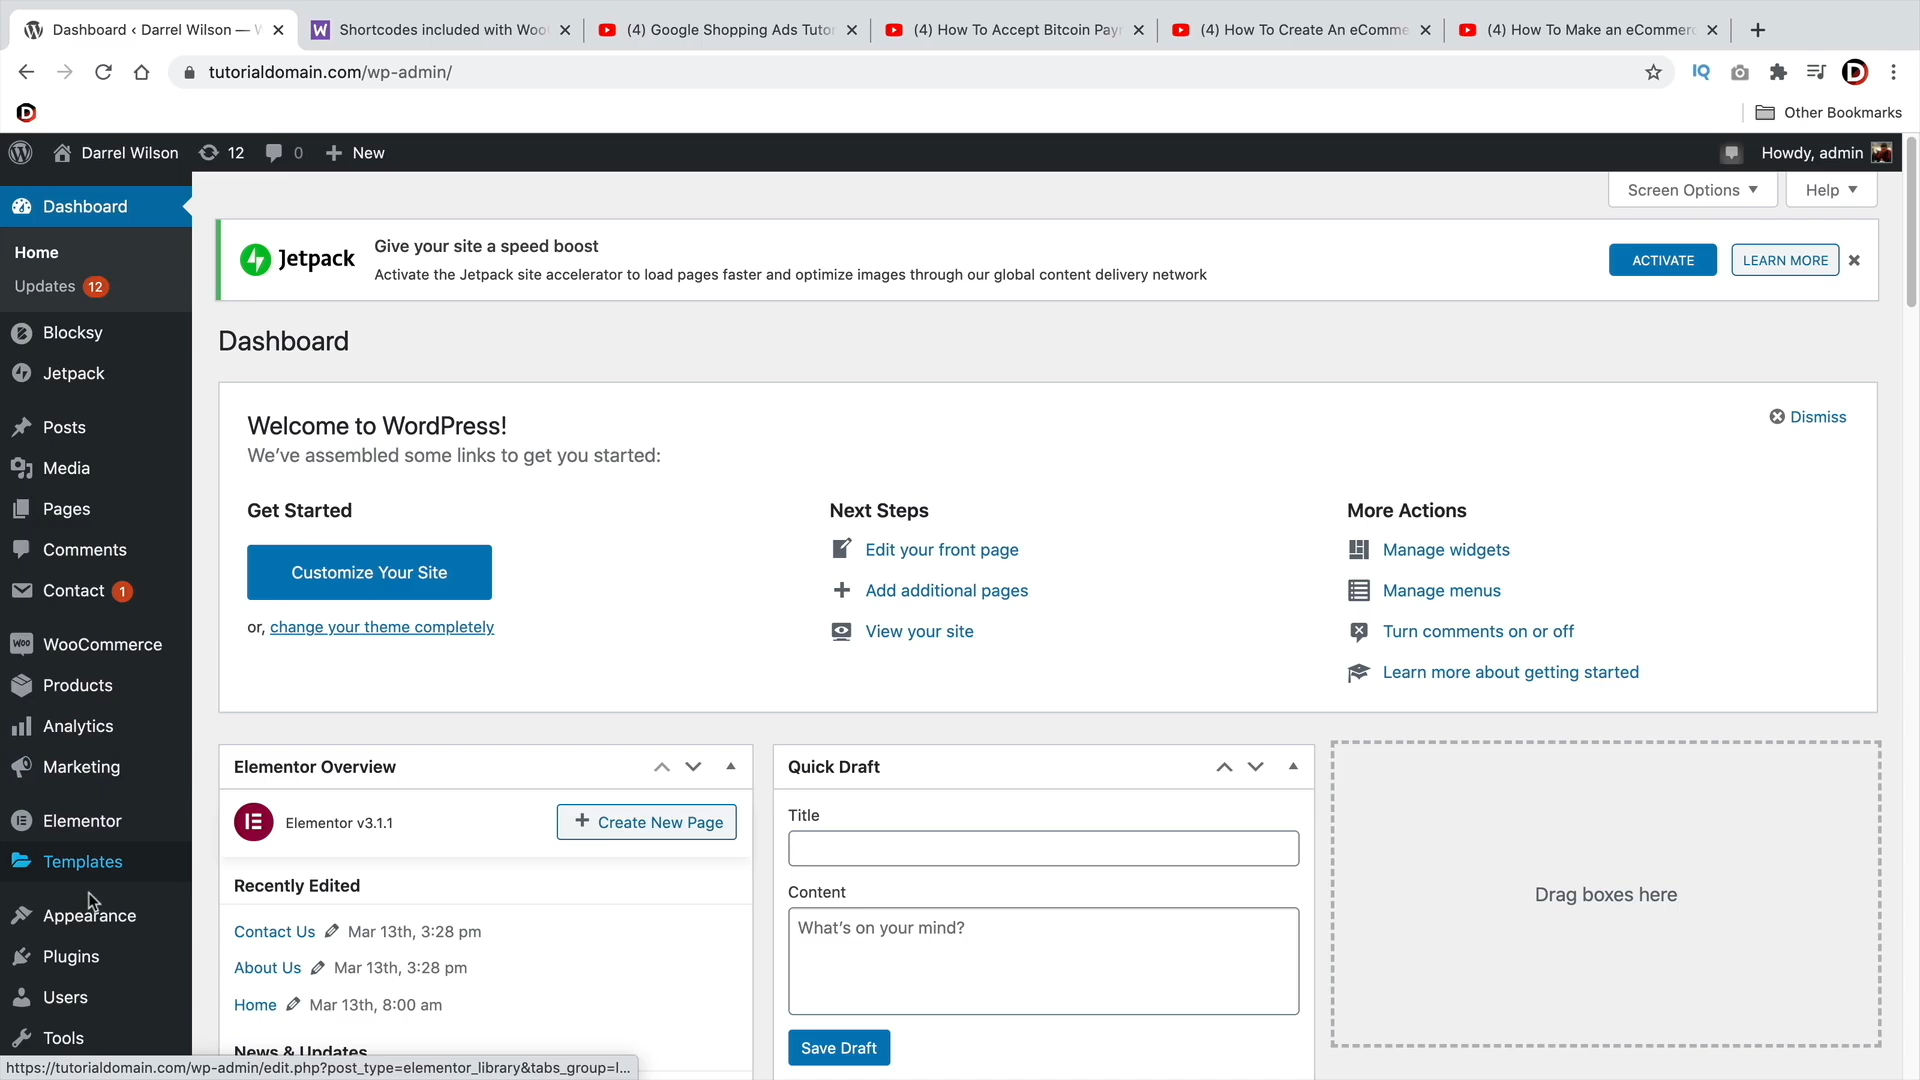 Dashboard ‹ Darrel Wilson — W
Shortcodes included with Woo
(4) Google Shopping Ads Tutor
(4) How To Accept Bitcoin Payr
(4) How To Create An eComme
(4) How To Make an eCommerc
tutorialdomain.com/wp-admin/
IQ
D
D
Other Bookmarks
Darrel Wilson
12
0
New
Howdy, admin
Screen Options
Help
Dashboard
Home
Updates 12
Blocksy
Jetpack
Posts
Media
Pages
Comments
Contact 1
WooCommerce
Products
Analytics
Marketing
Elementor
Templates
Appearance
Plugins
Users
Tools
Jetpack
Give your site a speed boost
Activate the Jetpack site accelerator to load pages faster and optimize images through our global content delivery network
ACTIVATE
LEARN MORE
Dashboard
Welcome to WordPress!
We’ve assembled some links to get you started:
Dismiss
Get Started
Customize Your Site
or, change your theme completely
Next Steps
Edit your front page
Add additional pages
View your site
More Actions
Manage widgets
Manage menus
Turn comments on or off
Learn more about getting started
Elementor Overview
Elementor v3.1.1
Create New Page
Recently Edited
Contact Us Mar 13th, 3:28 pm
About Us Mar 13th, 3:28 pm
Home Mar 13th, 8:00 am
News & Updates
Quick Draft
Title
Content
What’s on your mind?
Save Draft
Drag boxes here
https://tutorialdomain.com/wp-admin/edit.php?post_type=elementor_library&tabs_group=l...